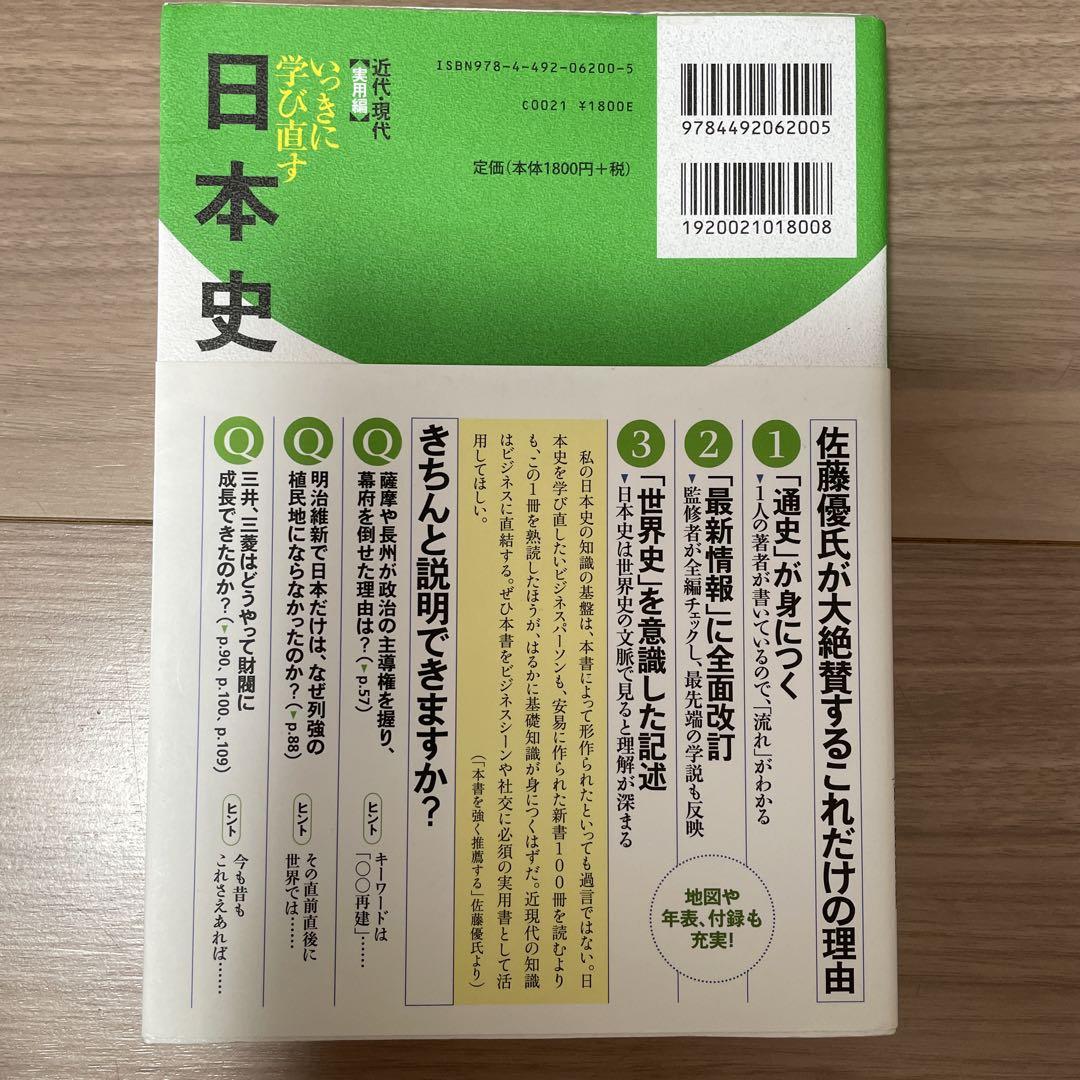 近代・現代
【実用編】
いっきに
学び直す
日本史
ISBN978-4-492-06200-5
C0021 ¥1800E
定価(本体1800円+税)
9784492062005
1920021018008
佐藤優氏が大絶賛するこれだけの理由
1
「通史」が身につく
▼1人の著者が書いているので、「流れ」がわかる
2
「最新情報」に全面改訂
▼監修者が全編チェックし、最先端の学説も反映
3
「世界史」を意識した記述
▼日本史は世界史の文脈で見ると理解が深まる
地図や
年表、付録も
充実!
私の日本史の知識の基盤は、本書によって形作られたといっても過言ではない。日
本史を学び直したいビジネスパーソンも、安易に作られた新書100冊を読むより
も、この1冊を熟読したほうが、はるかに基礎知識が身につくはずだ。近現代の知識
はビジネスに直結する。ぜひ本書をビジネスシーンや社交に必須の実用書として活
用してほしい。
(「本書を強く推薦する」佐藤優氏より)
きちんと説明できますか?
Q
薩摩や長州が政治の主導権を握り、
幕府を倒せた理由は?(▼p.57)
ヒント
キーワードは
「〇〇再建」……
Q
明治維新で日本だけは、なぜ列強の
植民地にならなかったのか?(▼p.88)
ヒント
その直前直後に
世界では……
Q
三井、三菱はどうやって財閥に
成長できたのか?(▼p.90、p.100、p.109)
ヒント
今も昔も
これさえあれば……